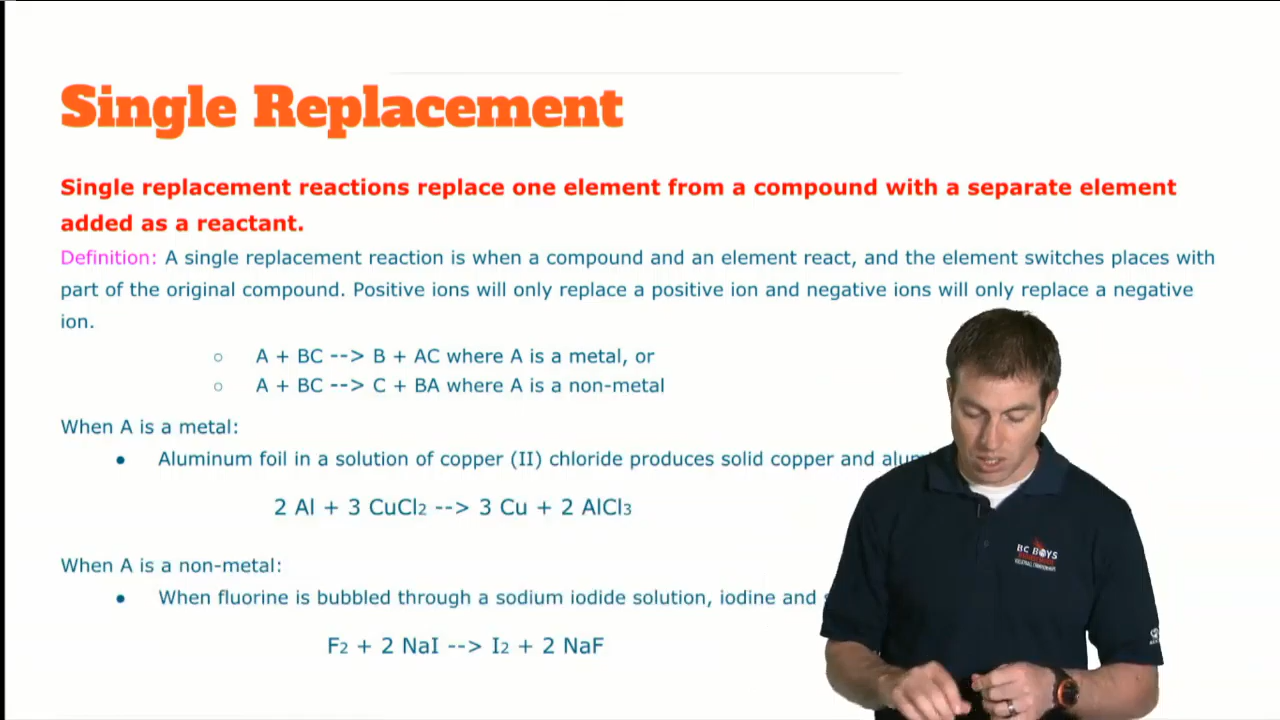 Single Replacement
Single replacement reactions replace one element from a compound with a separate element
added as a reactant.
Definition: A single replacement reaction is when a compound and an element react, and the element switches places with
part of the original compound. Positive ions will only replace a positive ion and negative ions will only replace a negative
ion.
○ A + BC --> B + AC where A is a metal, or
○ A + BC --> C + BA where A is a non-metal
When A is a metal:
● Aluminum foil in a solution of copper (II) chloride produces solid copper and
2 Al + 3 CuCl₂ --> 3 Cu + 2 AlCl₃
BC BOYS
When A is a non-metal:
● When fluorine is bubbled through a sodium iodide solution, iodine and
F₂ + 2 NaI --> I₂ + 2 NaF